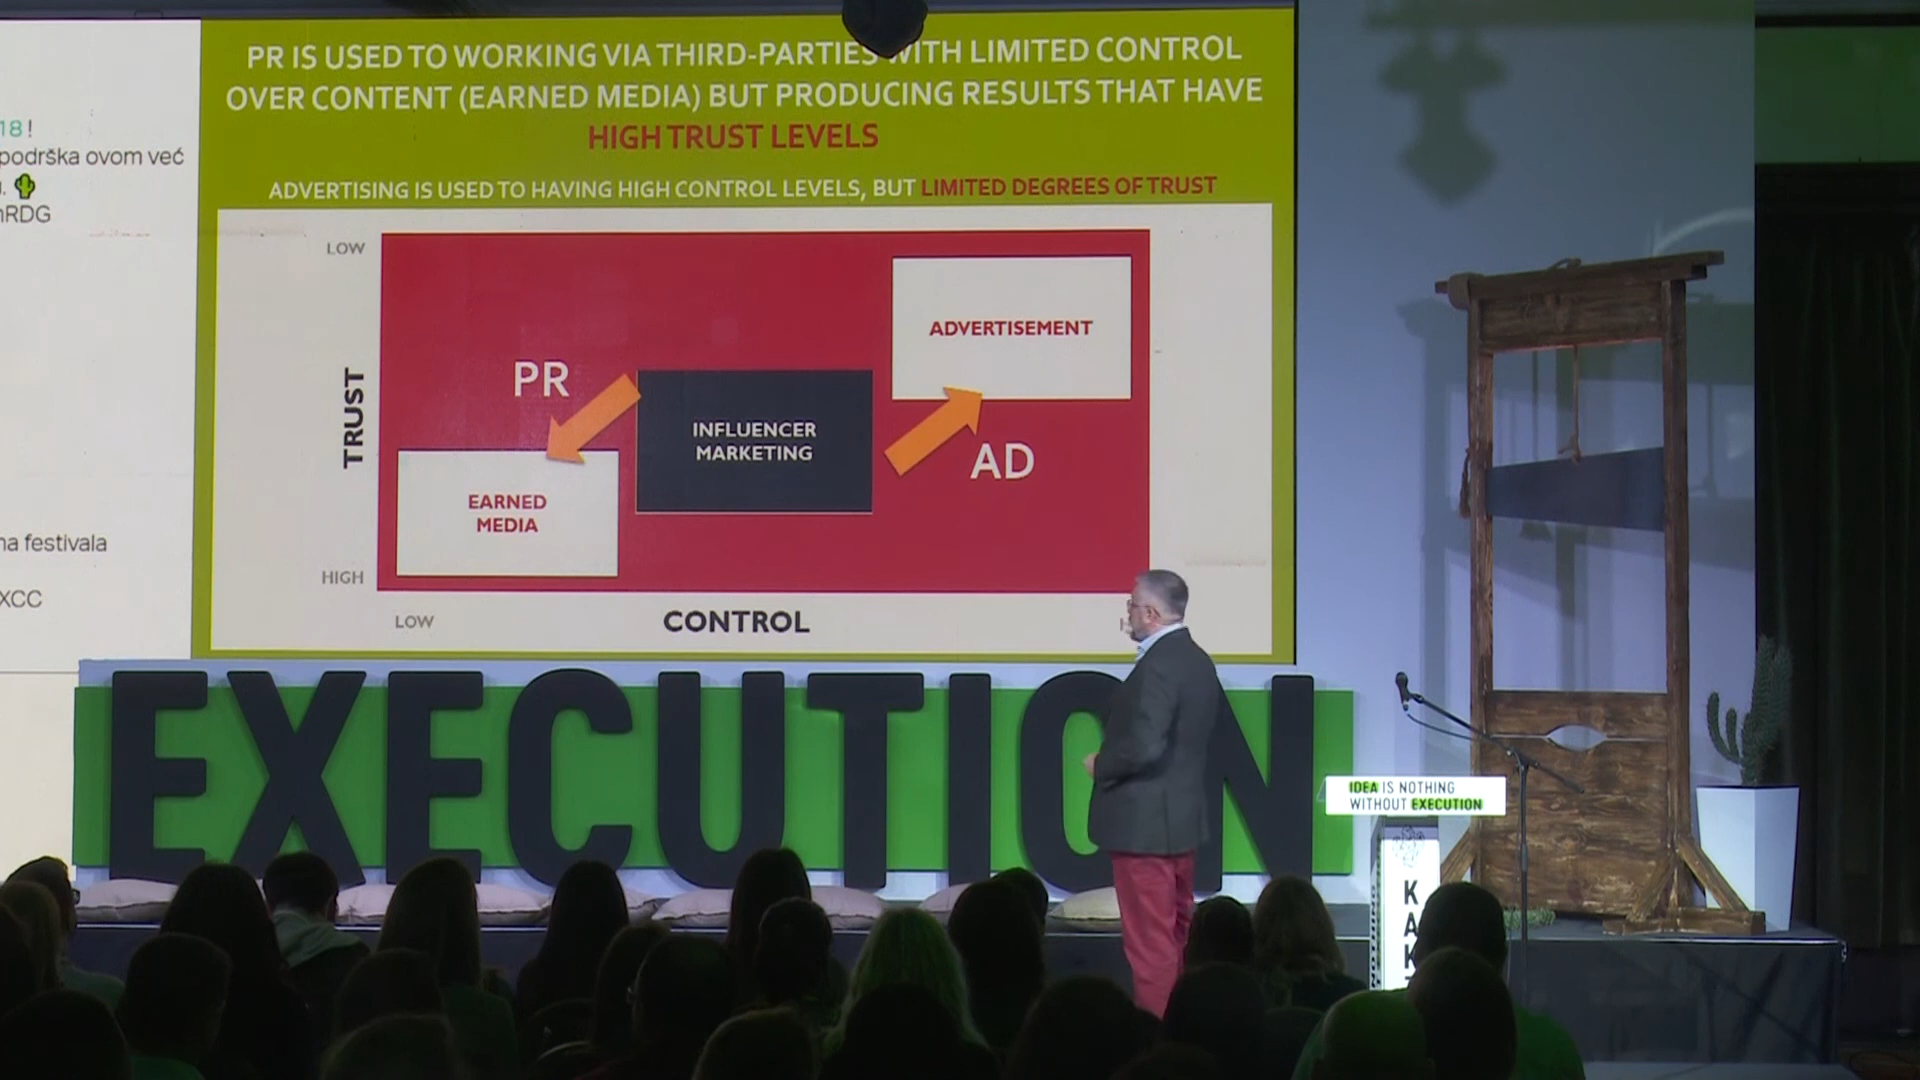 18!
podrška ovom već
nRDG
na festivala
XCC
PR IS USED TO WORKING VIA THIRD-PARTIES WITH LIMITED CONTROL
OVER CONTENT (EARNED MEDIA) BUT PRODUCING RESULTS THAT HAVE
HIGH TRUST LEVELS
ADVERTISING IS USED TO HAVING HIGH CONTROL LEVELS, BUT LIMITED DEGREES OF TRUST
LOW
TRUST
HIGH
PR
EARNED
MEDIA
INFLUENCER
MARKETING
ADVERTISEMENT
AD
LOW
CONTROL
EXECUTION
IDEA IS NOTHING
WITHOUT EXECUTION
KAK